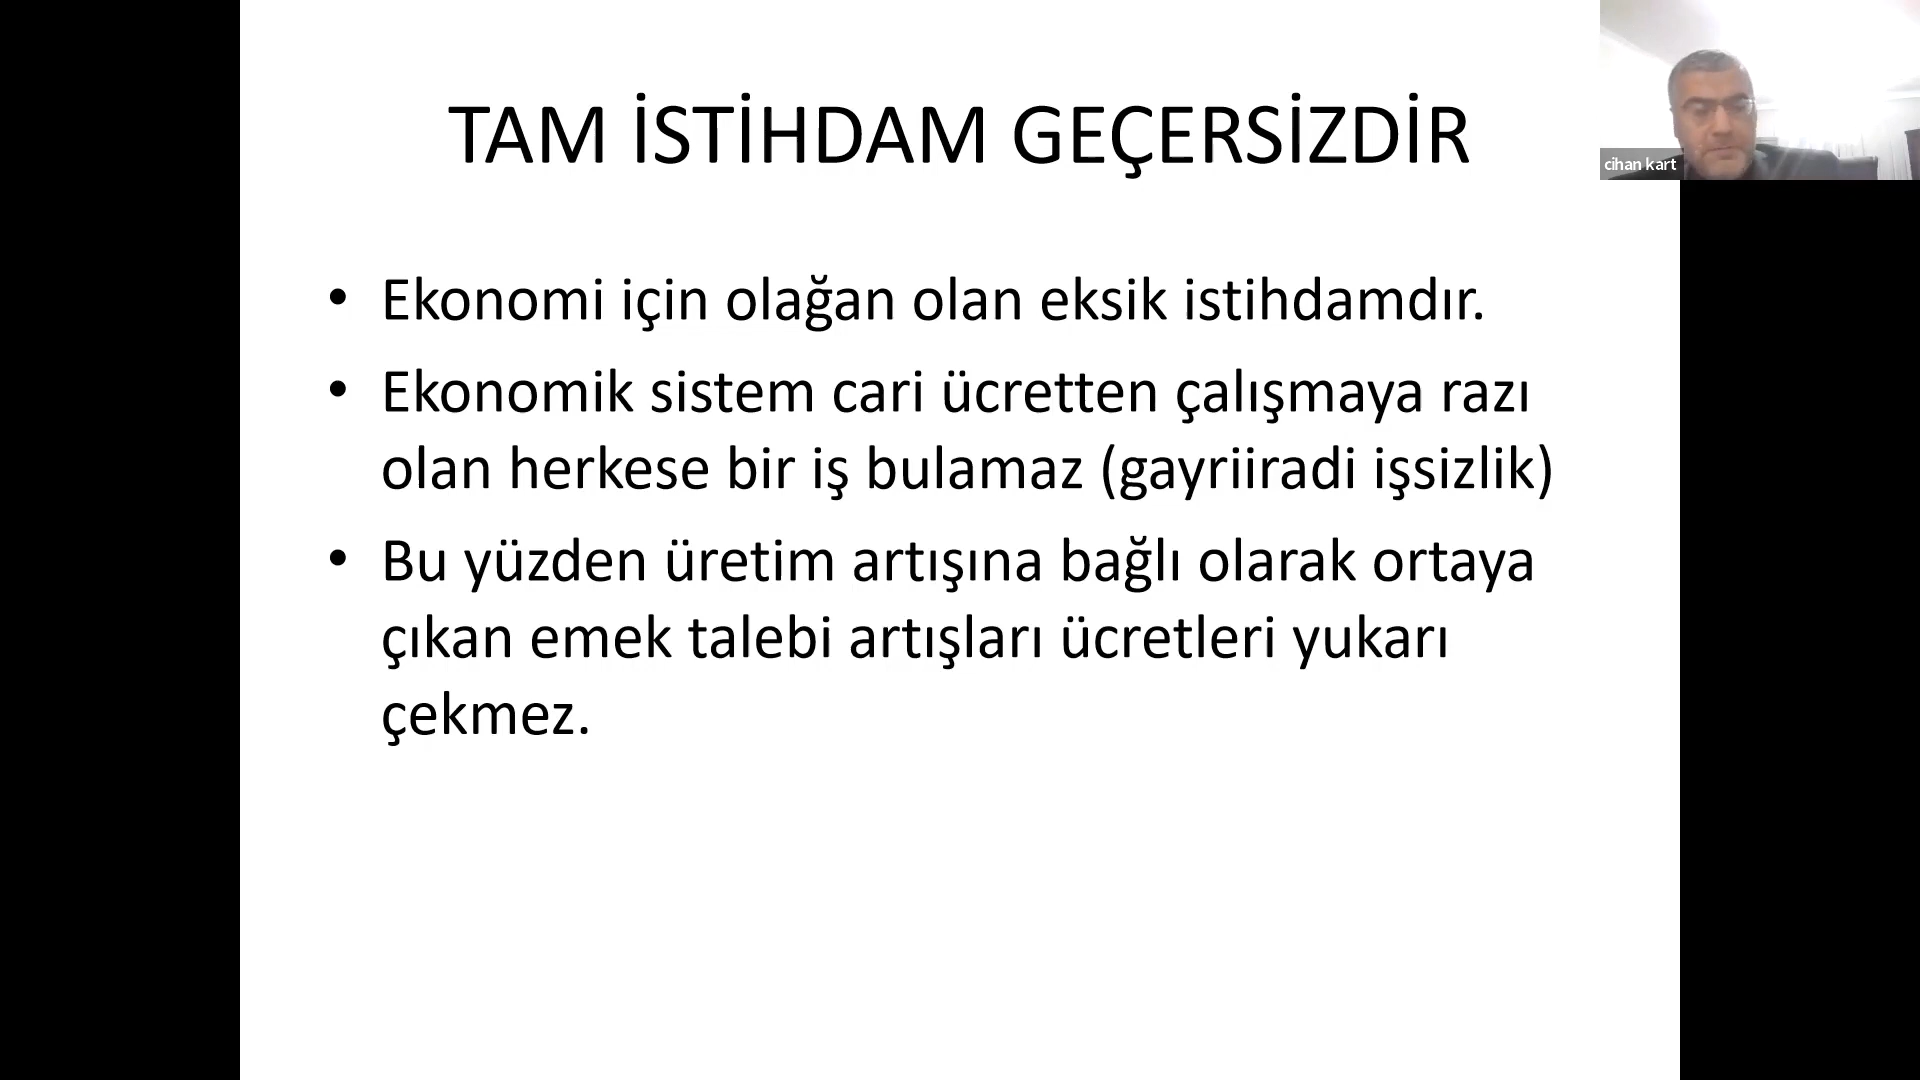 TAM İSTİHDAM GEÇERSİZDİR
cihan kart
• Ekonomi için olağan olan eksik istihdamdır.
• Ekonomik sistem cari ücretten çalışmaya razı
olan herkese bir iş bulamaz (gayriiradi işsizlik)
• Bu yüzden üretim artışına bağlı olarak ortaya
çıkan emek talebi artışları ücretleri yukarı
çekmez.